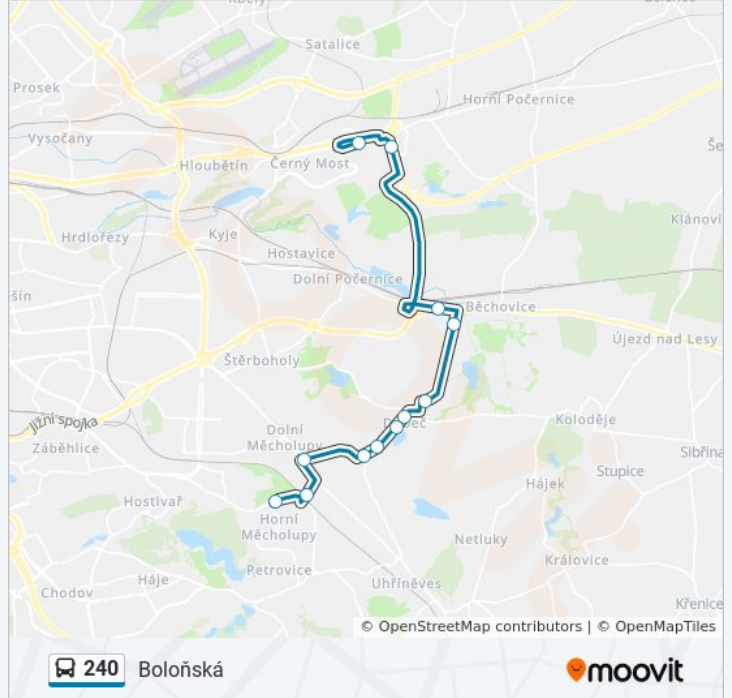 Kbely
Satalice
Prosek
Horní Počernice
Vysočany
Hloubětín
Černý Most
Klánovi
Hrdlořezy
Kyje
Hostavice
Dolní Počernice
ešín
Běchovice
Štěrboholy
Újezd nad Lesy
Jižní spojka
Dolní
Měcholupy
Koloděje
Záběhlice
Sibřina
Hájek
Stupice
Hostivař
Horní
Měcholupy
Netluky
Petrovice
Královice
Chodov
Háje
Uhříněves
Křenice
© OpenStreetMap contributors | © OpenMapTiles
240 Boloňská
moovit